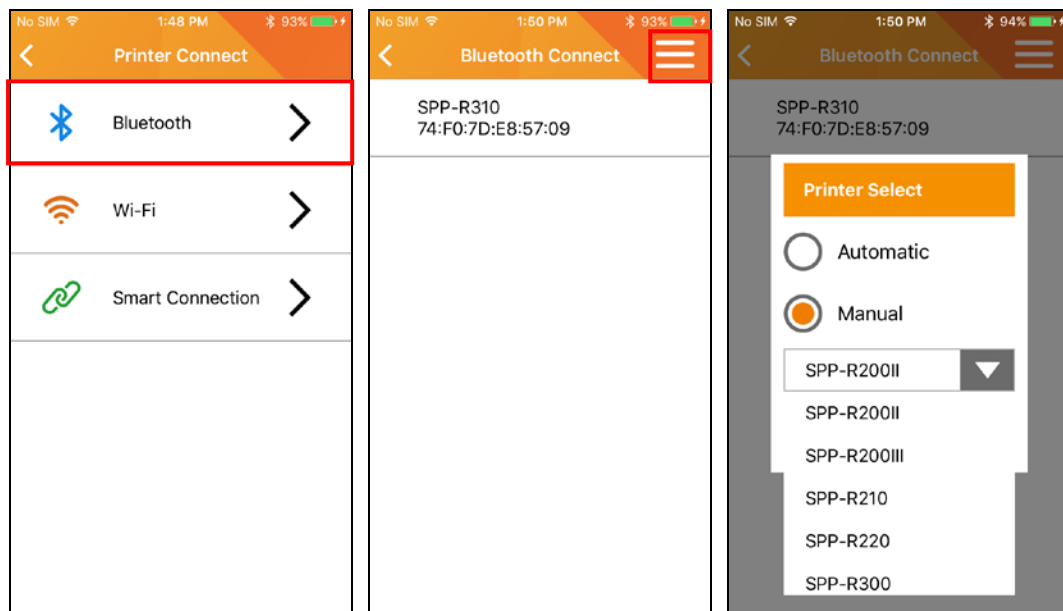 No SIM 1:48 PM 93%
Printer Connect
Bluetooth
Wi-Fi
Smart Connection
No SIM 1:50 PM 93%
Bluetooth Connect
SPP-R310
74:F0:7D:E8:57:09
No SIM 1:50 PM 94%
Bluetooth Connect
SPP-R310
74:F0:7D:E8:57:09
Printer Select
Automatic
Manual
SPP-R200II
SPP-R200II
SPP-R200III
SPP-R210
SPP-R220
SPP-R300